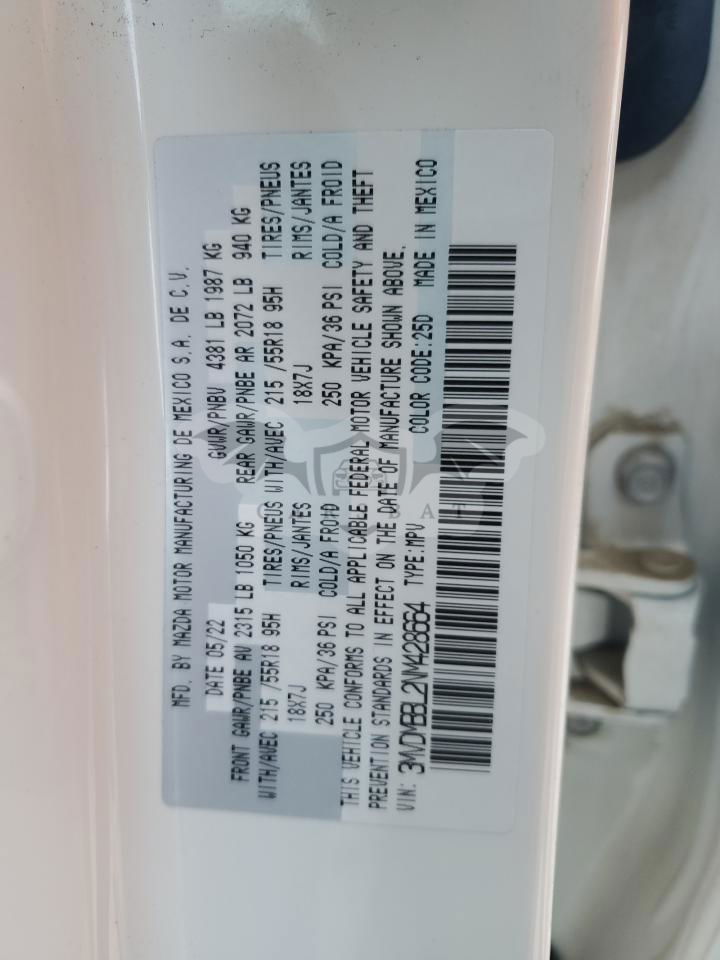 MFD. BY MAZDA MOTOR MANUFACTURING DE MEXICO S.A. DE C.V.
DATE 05/22 GVWR/PNBV 4381 LB 1987 KG
FRONT GAWR/PNBE AV 2315 LB 1050 KG REAR GAWR/PNBE AR 2072 LB 940 KG
WITH/AVEC 215 /55R18 95H TIRES/PNEUS WITH/AVEC 215 /55R18 95H TIRES/PNEUS
18X7J RIMS/JANTES 18X7J RIMS/JANTES
250 KPA/36 PSI COLD/A FROID 250 KPA/36 PSI COLD/A FROID
THIS VEHICLE CONFORMS TO ALL APPLICABLE FEDERAL MOTOR VEHICLE SAFETY AND THEFT
PREVENTION STANDARDS IN EFFECT ON THE DATE OF MANUFACTURE SHOWN ABOVE.
VIN: 3MVDMBBL2NM428664 TYPE:MPV COLOR CODE:25D MADE IN MEXICO